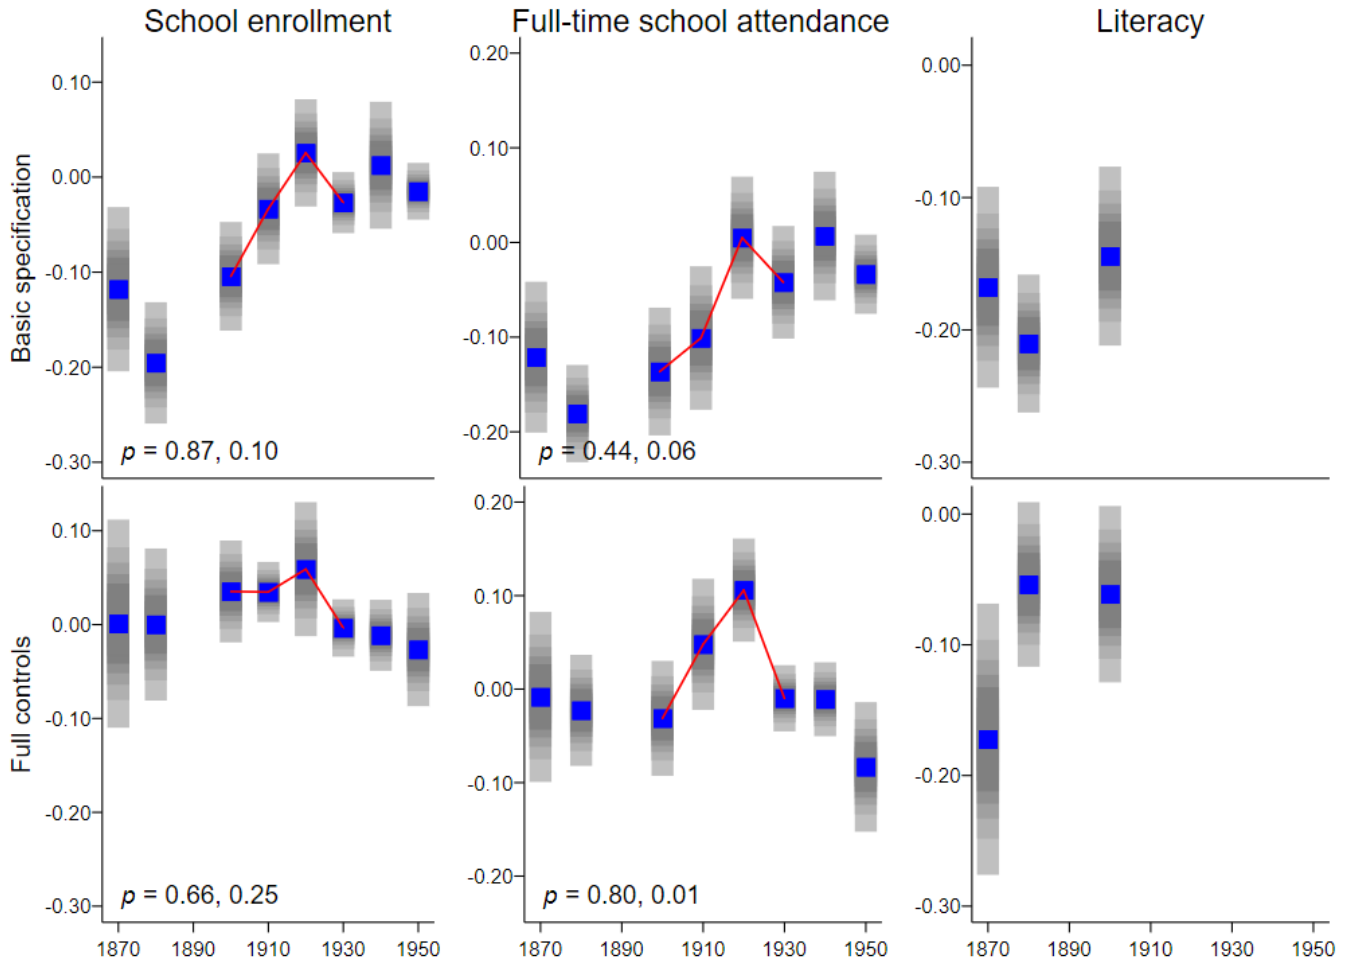 School enrollment
Full-time school attendance
Literacy
Basic specification
0.10
0.00
-0.10
-0.20
-0.30
p = 0.87, 0.10
0.20
0.10
0.00
-0.10
-0.20
p = 0.44, 0.06
0.00
-0.10
-0.20
-0.30
Full controls
0.10
0.00
-0.10
-0.20
-0.30
p = 0.66, 0.25
0.20
0.10
0.00
-0.10
-0.20
p = 0.80, 0.01
0.00
-0.10
-0.20
-0.30
1870 1890 1910 1930 1950
1870 1890 1910 1930 1950
1870 1890 1910 1930 1950